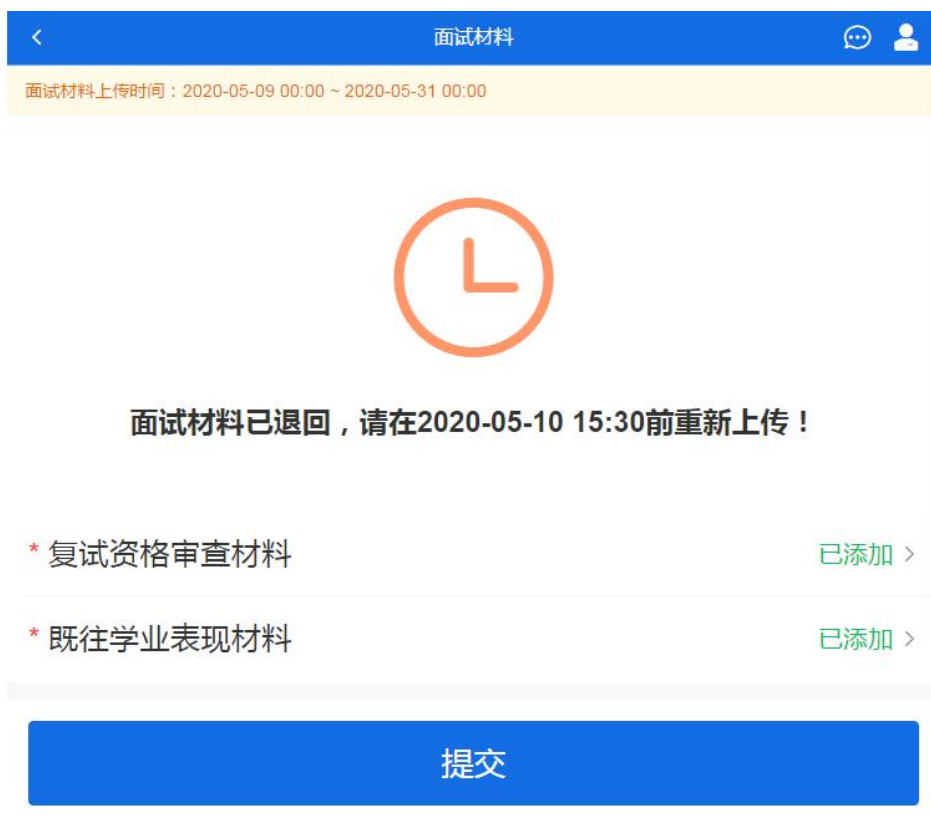 面试材料
面试材料上传时间：2020-05-09 00:00 ~ 2020-05-31 00:00
面试材料已退回，请在2020-05-10 15:30前重新上传！
* 复试资格审查材料 已添加 >
* 既往学业表现材料 已添加 >
提交